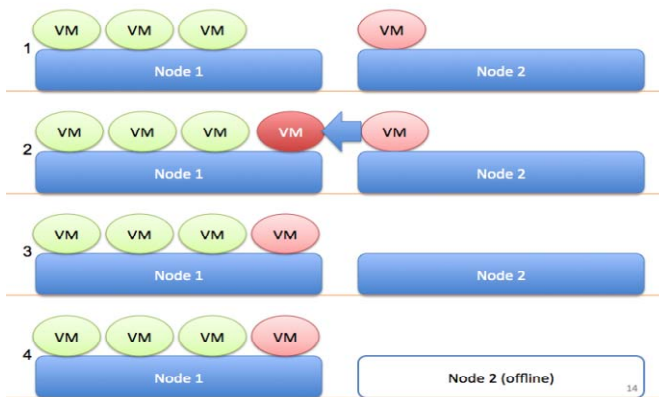 VM VM VM VM
1
Node 1 Node 2
VM VM VM VM VM
2
Node 1 Node 2
VM VM VM VM
3
Node 1 Node 2
VM VM VM VM
4
Node 1 Node 2 (offline)
14